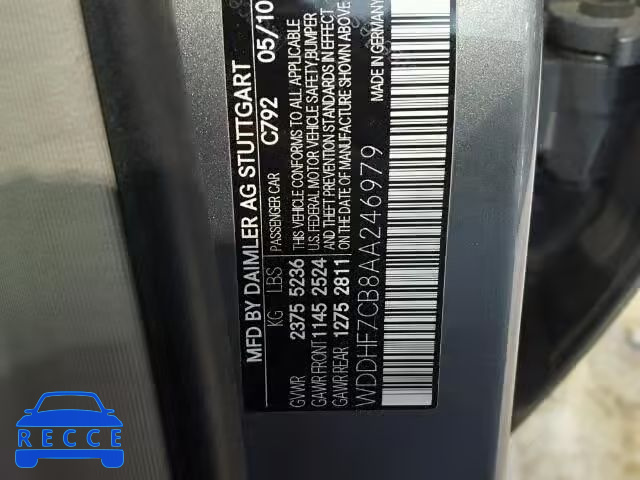 MFD BY DAIMLER AG STUTTGART
C792 05/10
PASSENGER CAR
THIS VEHICLE CONFORMS TO ALL APPLICABLE
U.S. FEDERAL MOTOR VEHICLE SAFETY, BUMPER
AND THEFT PREVENTION STANDARDS IN EFFECT
ON DATE OF MANUFACTURE SHOWN ABOVE
MADE IN GERMANY
KG LBS
GVWR 2375 5236
GAWR FRONT 1145 2524
GAWR REAR 1275 2811
WDDHF7CB8AA246979
RECCE